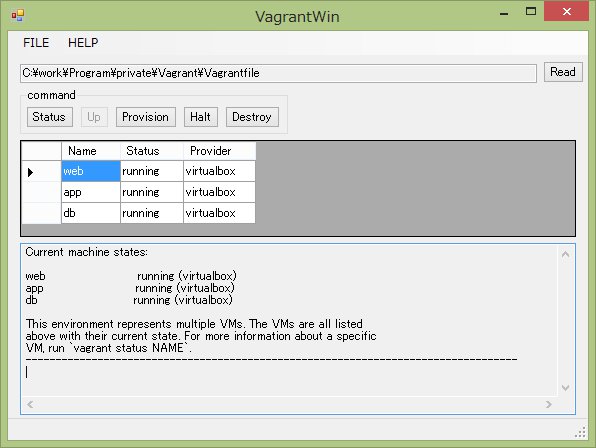 VagrantWin
FILE HELP
C:¥work¥Program¥private¥Vagrant¥Vagrantfile Read
command
Status Up Provision Halt Destroy
Name Status Provider
web running virtualbox
app running virtualbox
db running virtualbox
Current machine states:
web running (virtualbox)
app running (virtualbox)
db running (virtualbox)
This environment represents multiple VMs. The VMs are all listed
above with their current state. For more information about a specific
VM, run `vagrant status NAME`.
----------------------------------------------------------------------------------